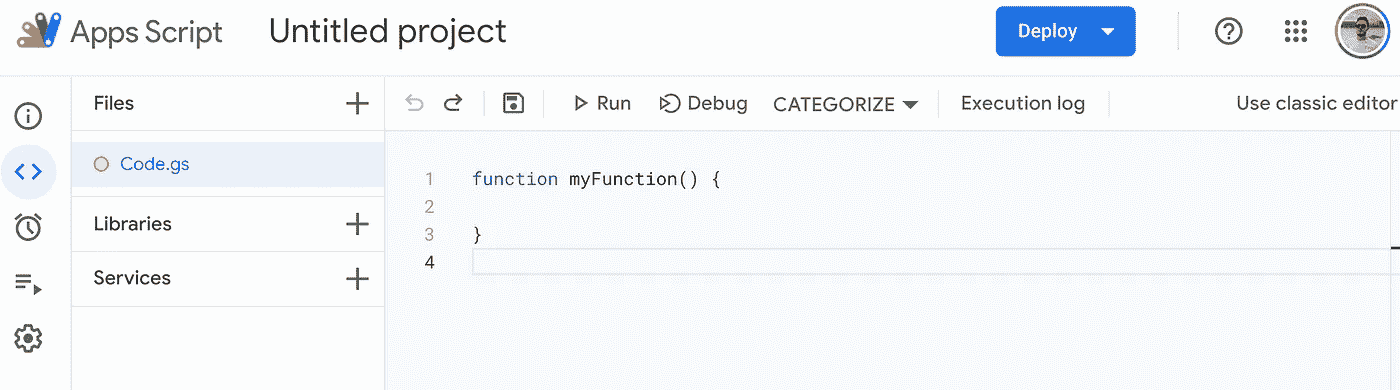 Apps Script Untitled project Deploy
Files Run Debug CATEGORIZE Execution log Use classic editor
Code.gs
Libraries
Services
1 function myFunction() {
2
3 }
4